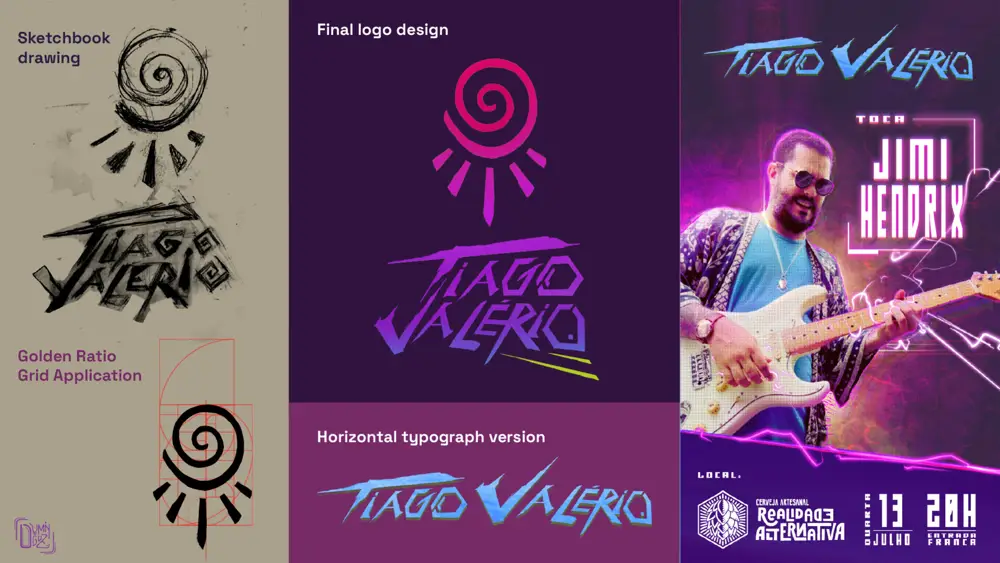 Sketchbook
drawing
TIAGO
VALERIO
Golden Ratio
Grid Application
Final logo design
TIAGO
VALÉRIO
Horizontal typograph version
TIAGO VALÉRIO
TIAGO VALÉRIO
TOCA
JIMI
HENDRIX
LOCAL.
CERVEJA ARTESANAL
REALIDADE
ALTERNATIVA
QUARTA
13
JULHO
20H
ENTRADA
FRANCA